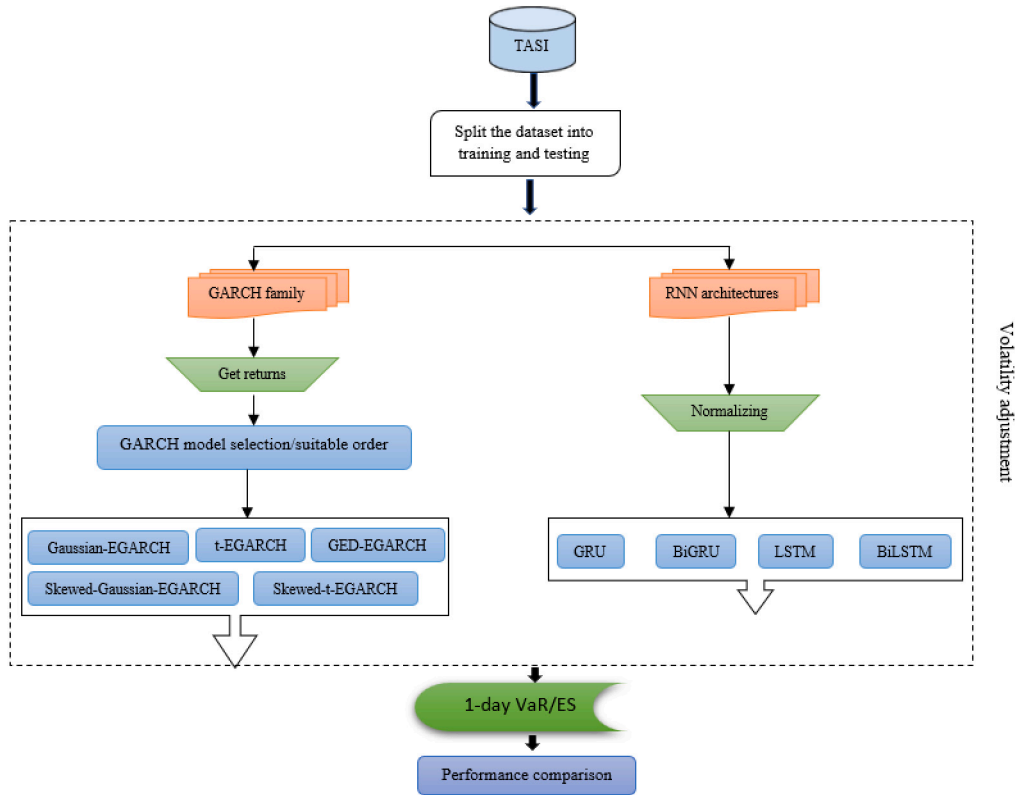 TASI
Split the dataset into
training and testing
GARCH family
RNN architectures
Get returns
Normalizing
GARCH model selection/suitable order
Gaussian-EGARCH
t-EGARCH
GED-EGARCH
Skewed-Gaussian-EGARCH
Skewed-t-EGARCH
GRU
BiGRU
LSTM
BiLSTM
Volatility adjustment
1-day VaR/ES
Performance comparison